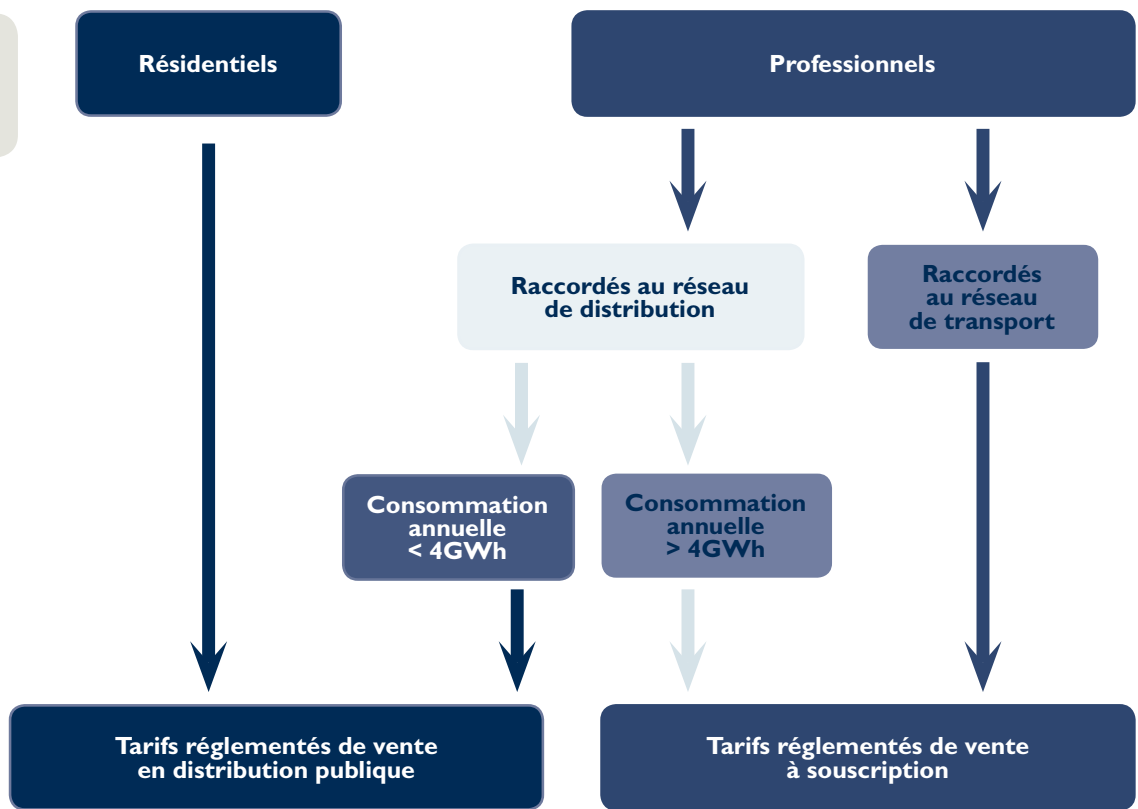 Résidentiels
Professionnels
Raccordés au réseau
de distribution
Raccordés
au réseau
de transport
Consommation
annuelle
< 4GWh
Consommation
annuelle
> 4GWh
Tarifs réglementés de vente
en distribution publique
Tarifs réglementés de vente
à souscription